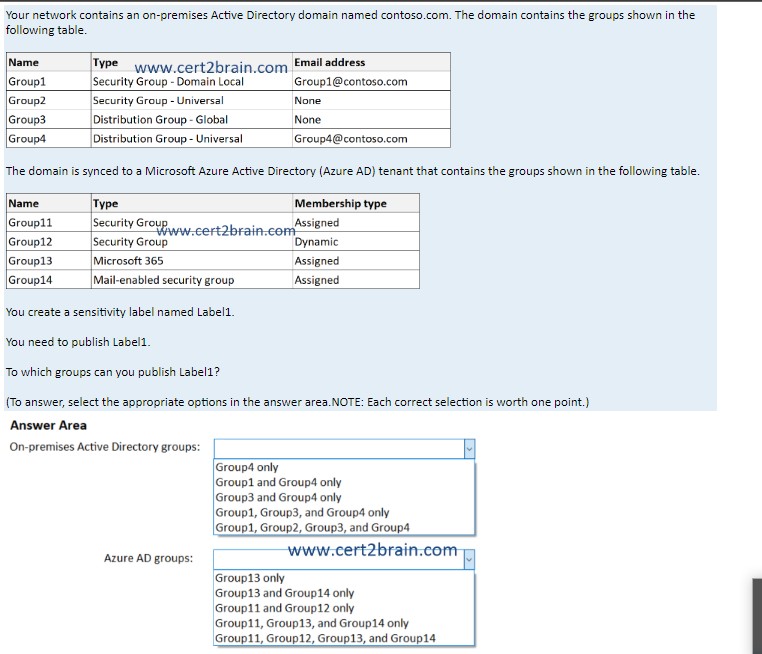 Your network contains an on-premises Active Directory domain named contoso.com. The domain contains the groups shown in the
following table.
Name Type www.cert2brain.com Email address
Group1 Security Group - Domain Local Group1@contoso.com
Group2 Security Group - Universal None
Group3 Distribution Group - Global None
Group4 Distribution Group - Universal Group4@contoso.com
The domain is synced to a Microsoft Azure Active Directory (Azure AD) tenant that contains the groups shown in the following table.
Name Type Membership type
Group11 Security Group www.cert2brain.com Assigned
Group12 Security Group Dynamic
Group13 Microsoft 365 Assigned
Group14 Mail-enabled security group Assigned
You create a sensitivity label named Label1.
You need to publish Label1.
To which groups can you publish Label1?
(To answer, select the appropriate options in the answer area.NOTE: Each correct selection is worth one point.)
Answer Area
On-premises Active Directory groups:
Group4 only
Group1 and Group4 only
Group3 and Group4 only
Group1, Group3, and Group4 only
Group1, Group2, Group3, and Group4
www.cert2brain.com
Azure AD groups:
Group13 only
Group13 and Group14 only
Group11 and Group12 only
Group11, Group13, and Group14 only
Group11, Group12, Group13, and Group14